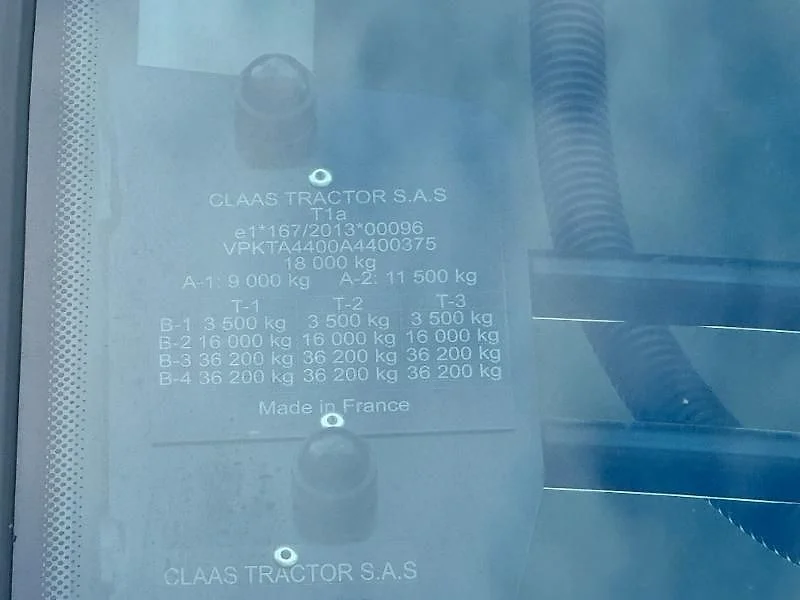 CLAAS TRACTOR S.A.S
T1a
e1*167/2013*00096
VPKTA4400A4400375
18 000 kg
A-1: 9 000 kg A-2: 11 500 kg
T-1 T-2 T-3
B-1 3 500 kg 3 500 kg 3 500 kg
B-2 16 000 kg 16 000 kg 16 000 kg
B-3 36 200 kg 36 200 kg 36 200 kg
B-4 36 200 kg 36 200 kg 36 200 kg
Made in France
CLAAS TRACTOR S.A.S